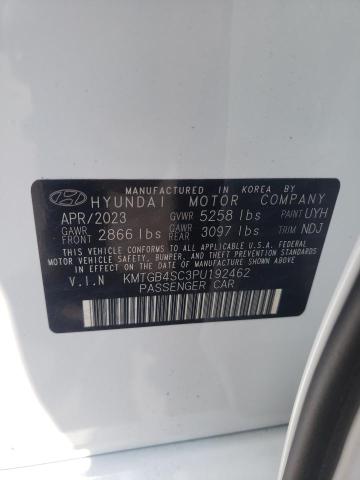 MANUFACTURED IN KOREA BY
HYUNDAI MOTOR COMPANY
APR/2023 GVWR 5258 lbs PAINT UYH
GAWR FRONT 2866 lbs GAWR REAR 3097 lbs TRIM NDJ
THIS VEHICLE CONFORMS TO ALL APPLICABLE U.S.A. FEDERAL
MOTOR VEHICLE SAFETY, BUMPER, AND THEFT PREVENTION
STANDARDS IN EFFECT ON THE DATE OF MANUFACTURE SHOWN ABOVE.
V.I.N KMTGB4SC3PU192462
PASSENGER CAR